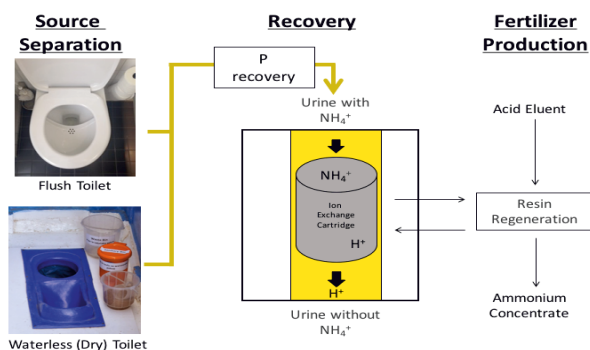 Source
Separation
Flush Toilet
Waterless (Dry) Toilet
Recovery
P
recovery
Urine with
NH₄⁺
NH₄⁺
Ion
Exchange
Cartridge
H⁺
H⁺
Urine without
NH₄⁺
Fertilizer
Production
Acid Eluent
Resin
Regeneration
Ammonium
Concentrate